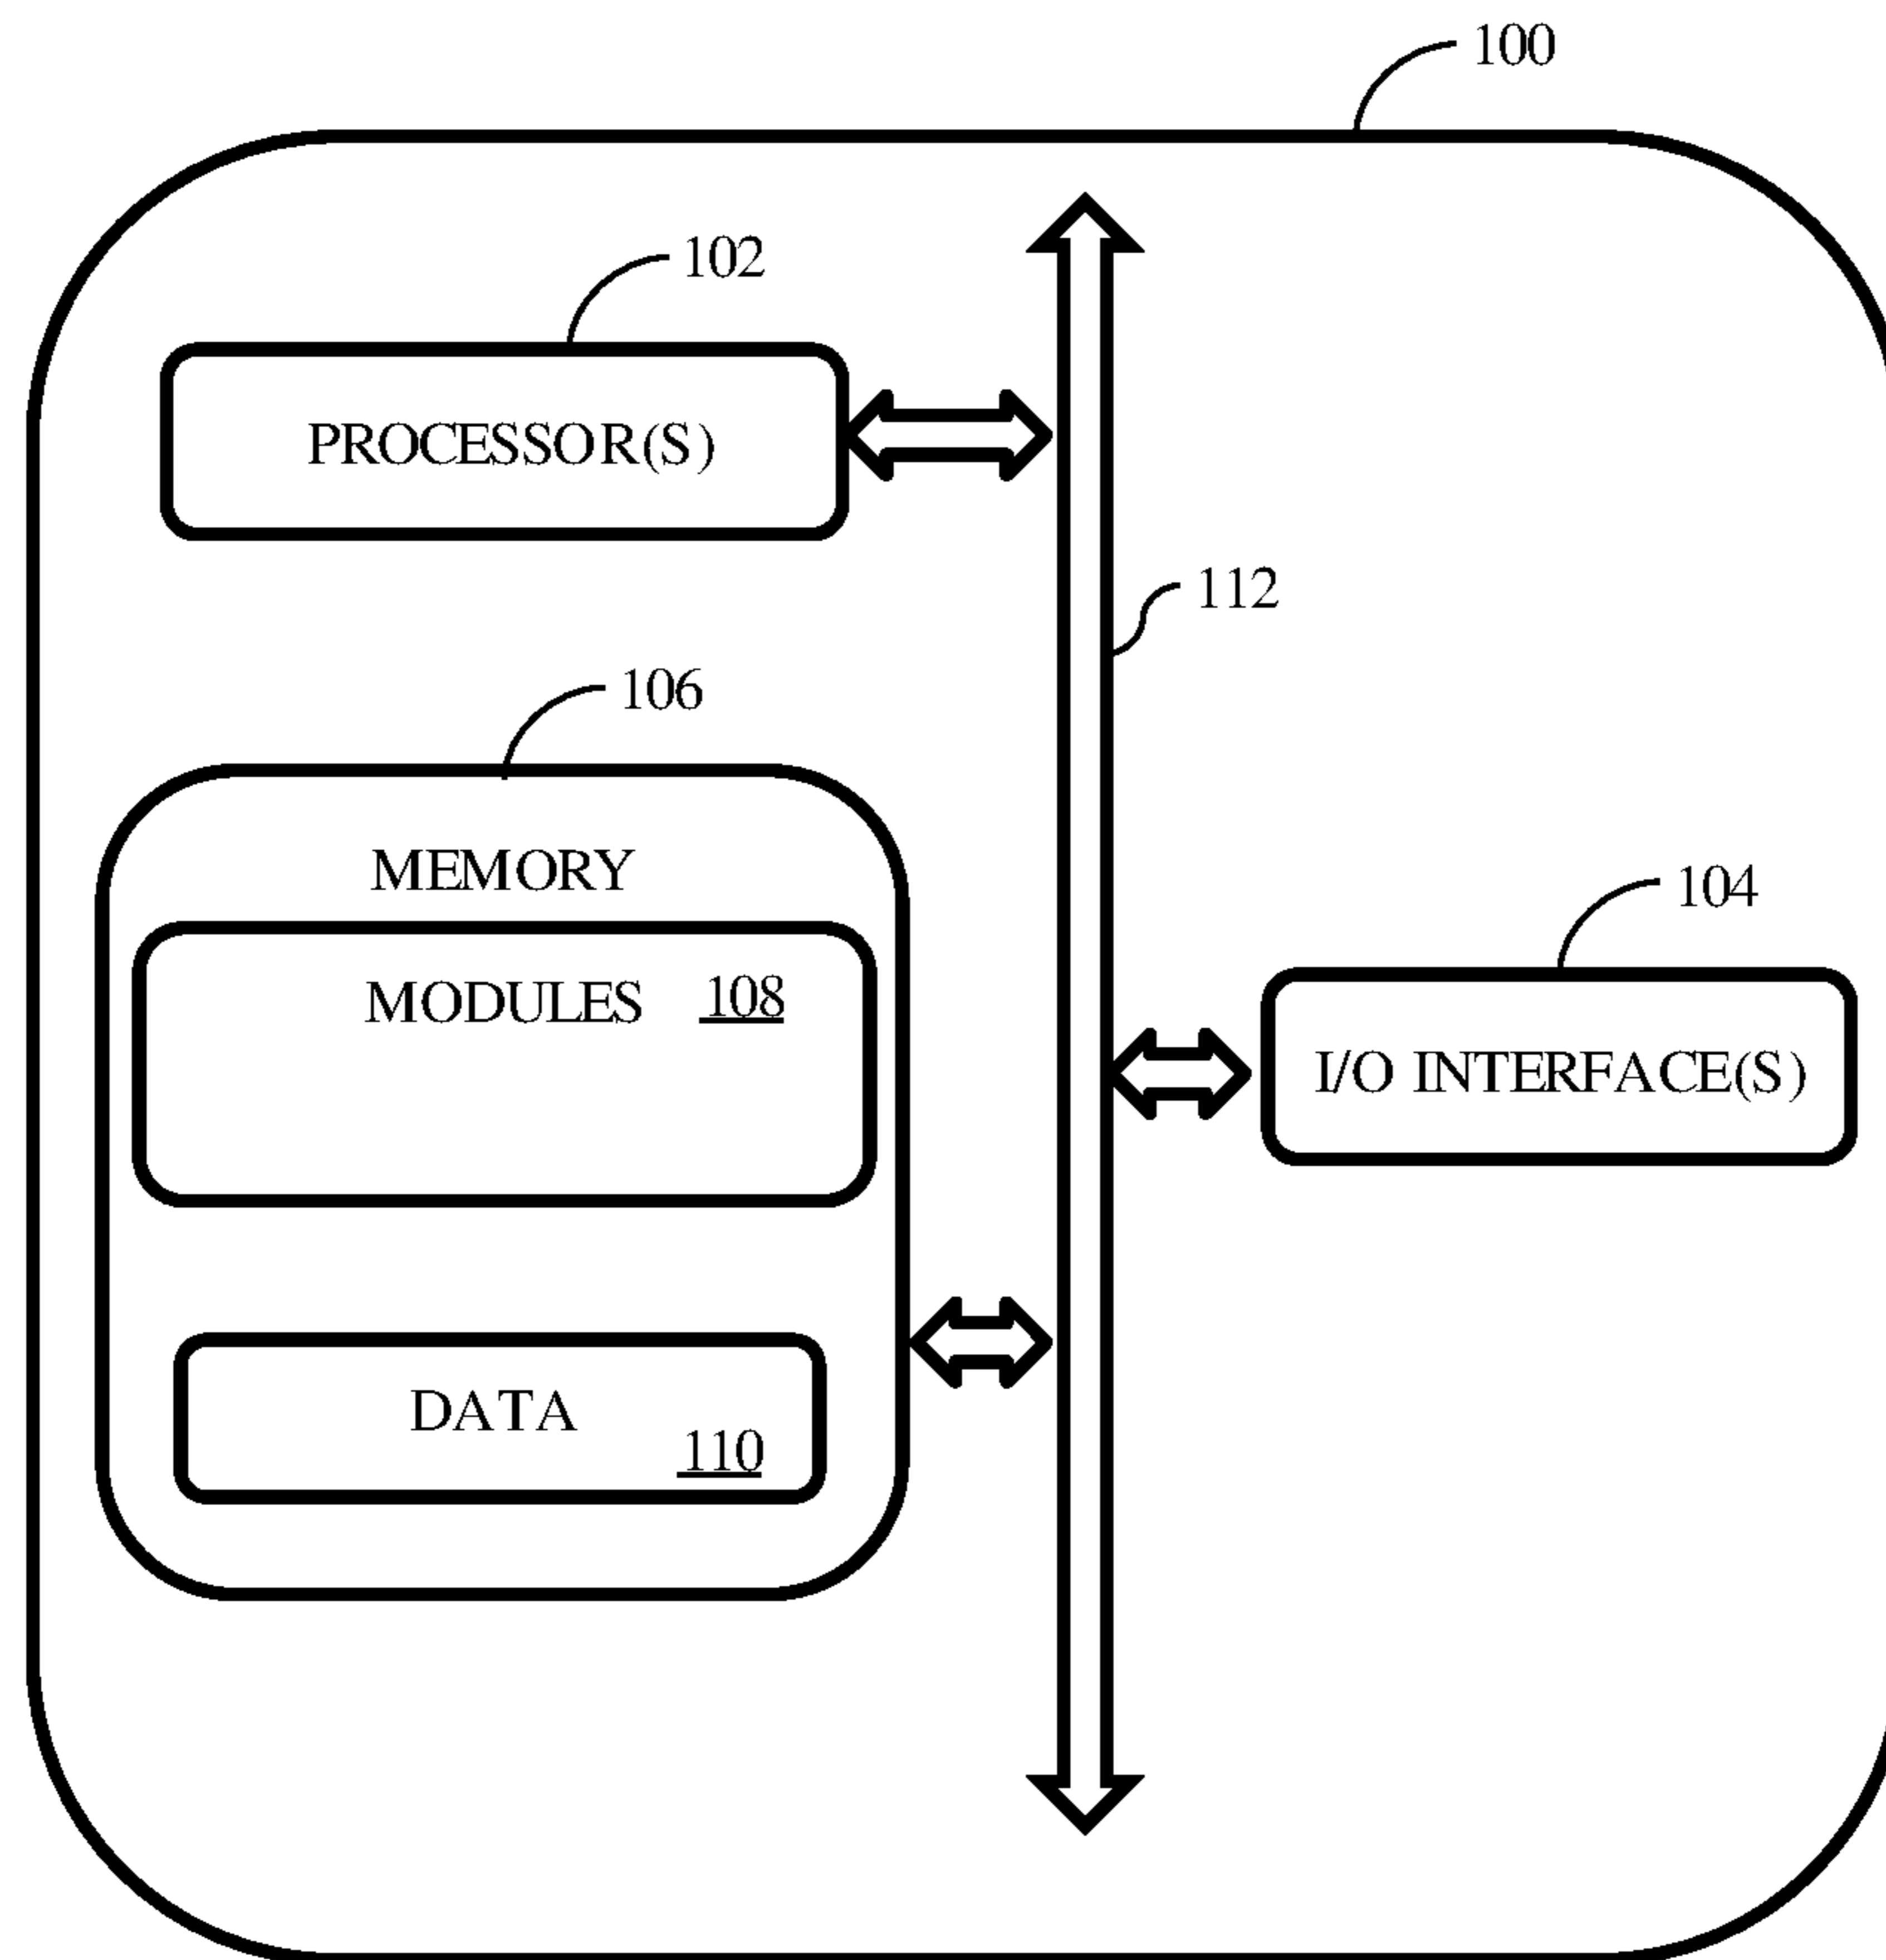 100
102
PROCESSOR(S)
112
106
MEMORY
104
MODULES 108
I/O INTERFACE(S)
DATA
110